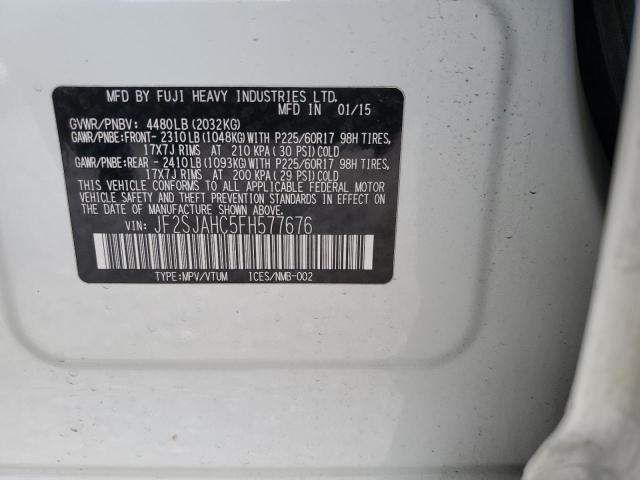 MFD BY FUJI HEAVY INDUSTRIES LTD.
MFD IN 01/15
GVWR/PNBV: 4480LB(2032KG)
GAWR/PNBE:FRONT- 2310LB(1048KG)WITH P225/60R17 98H TIRES,
17X7J RIMS AT 210 KPA( 30 PSI)COLD
GAWR/PNBE:REAR - 2410LB(1093KG)WITH P225/60R17 98H TIRES,
17X7J RIMS AT 200 KPA( 29 PSI)COLD
THIS VEHICLE CONFORMS TO ALL APPLICABLE FEDERAL MOTOR
VEHICLE SAFETY AND THEFT PREVENTION STANDARDS IN EFFECT ON
THE DATE OF MANUFACTURE SHOWN ABOVE.
VIN: JF2SJAHC5FH577676
TYPE:MPV/VTUM ICES/NMB-002